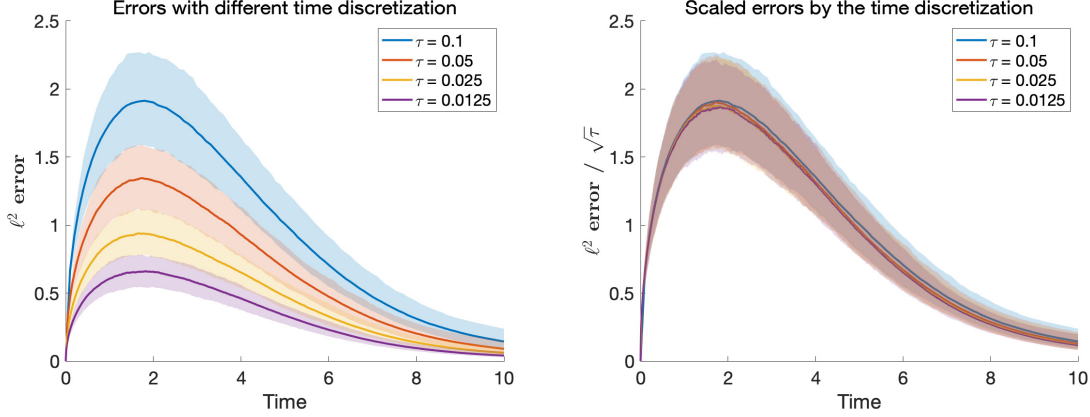 Errors with different time discretization
2.5
2
1.5
1
0.5
0
0 2 4 6 8 10
ℓ² error
Time
τ = 0.1
τ = 0.05
τ = 0.025
τ = 0.0125
Scaled errors by the time discretization
2.5
2
1.5
1
0.5
0
0 2 4 6 8 10
ℓ² error / √τ
Time
τ = 0.1
τ = 0.05
τ = 0.025
τ = 0.0125